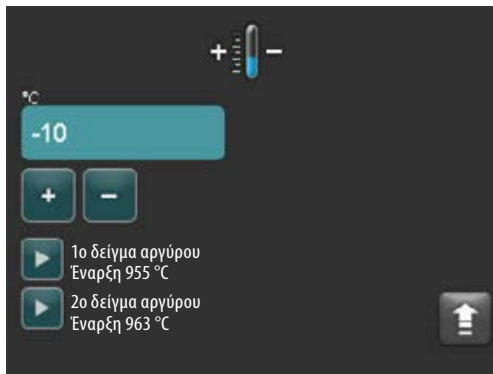 + –
°C
-10
+ –
1ο δείγμα αργύρου
Έναρξη 955 °C
2ο δείγμα αργύρου
Έναρξη 963 °C